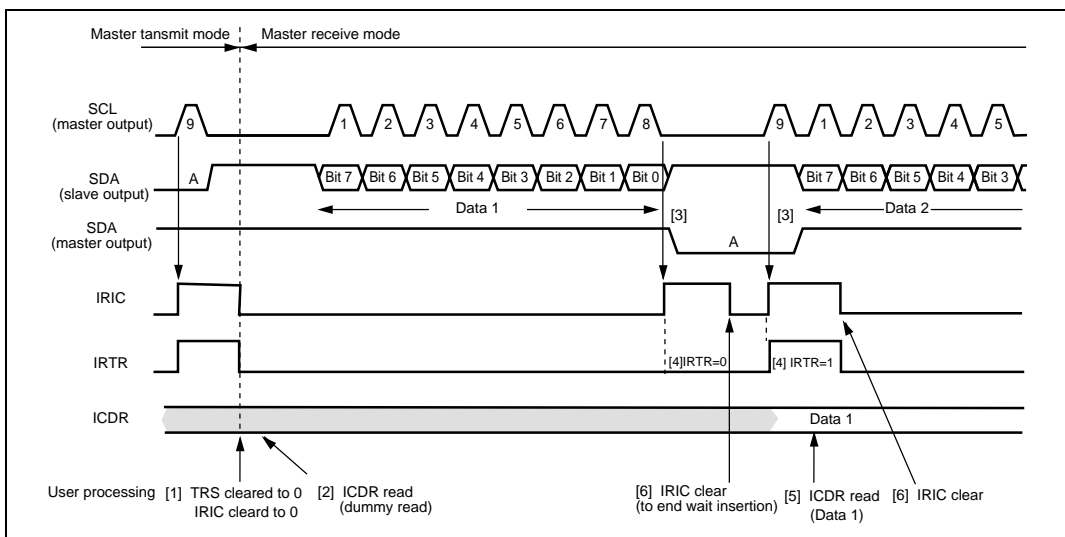 Master transmit mode Master receive mode
SCL
(master output)
9 1 2 3 4 5 6 7 8 9 1 2 3 4 5
SDA
(slave output)
A Bit 7 Bit 6 Bit 5 Bit 4 Bit 3 Bit 2 Bit 1 Bit 0 Bit 7 Bit 6 Bit 5 Bit 4 Bit 3
Data 1 [3] [3] Data 2
SDA
(master output)
A
IRIC
IRTR [4]IRTR=0 [4] IRTR=1
ICDR Data 1
User processing [1] TRS cleared to 0
IRIC cleard to 0
[2] ICDR read
(dummy read)
[6] IRIC clear
(to end wait insertion)
[5] ICDR read
(Data 1)
[6] IRIC clear